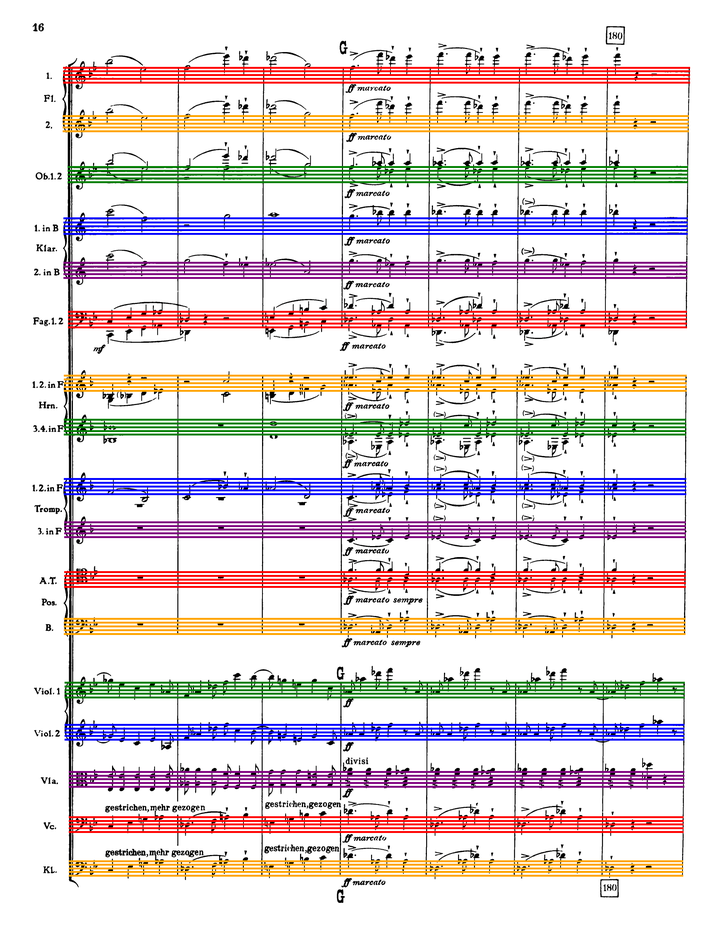 16
G
180
1.
ff marcato
Fl.
2.
ff marcato
Ob.1.2
ff marcato
1. in B
ff marcato
Klar.
2. in B
ff marcato
Fag.1.2
mf
ff marcato
1.2. in F
ff marcato
Hrn.
3.4. in F
ff marcato
1.2. in F
ff marcato
Tromp.
3. in F
ff marcato
A.T.
ff marcato sempre
Pos.
B.
ff marcato sempre
G
Viol. 1
ff
Viol. 2
ff
divisi
Vla.
ff
gestrichen, mehr gezogen gestrichen, gezogen
Vc.
ff marcato
gestrichen, mehr gezogen gestrichen, gezogen
KL.
ff marcato
G
180